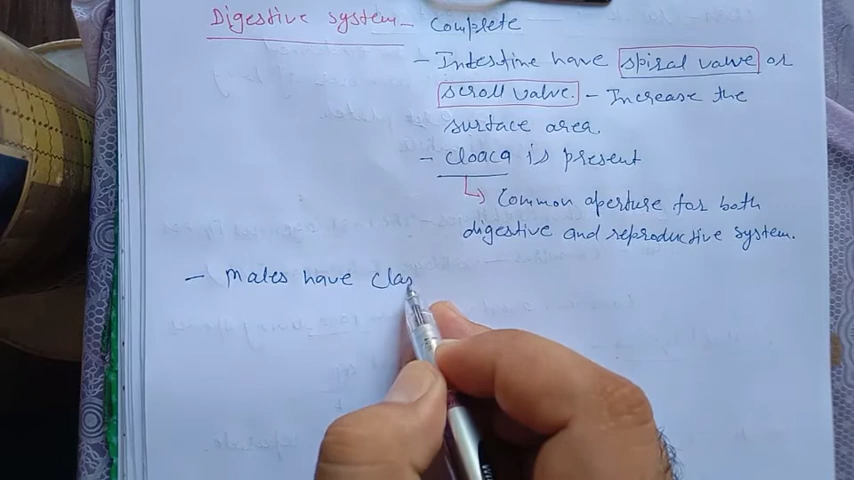 Digestive system - Complete
- Intestine have spiral valve or
scroll valve. - Increase the
surface area.
- cloaca is present
↳ Common aperture for both
digestive and reproductive system.
- Males have clas